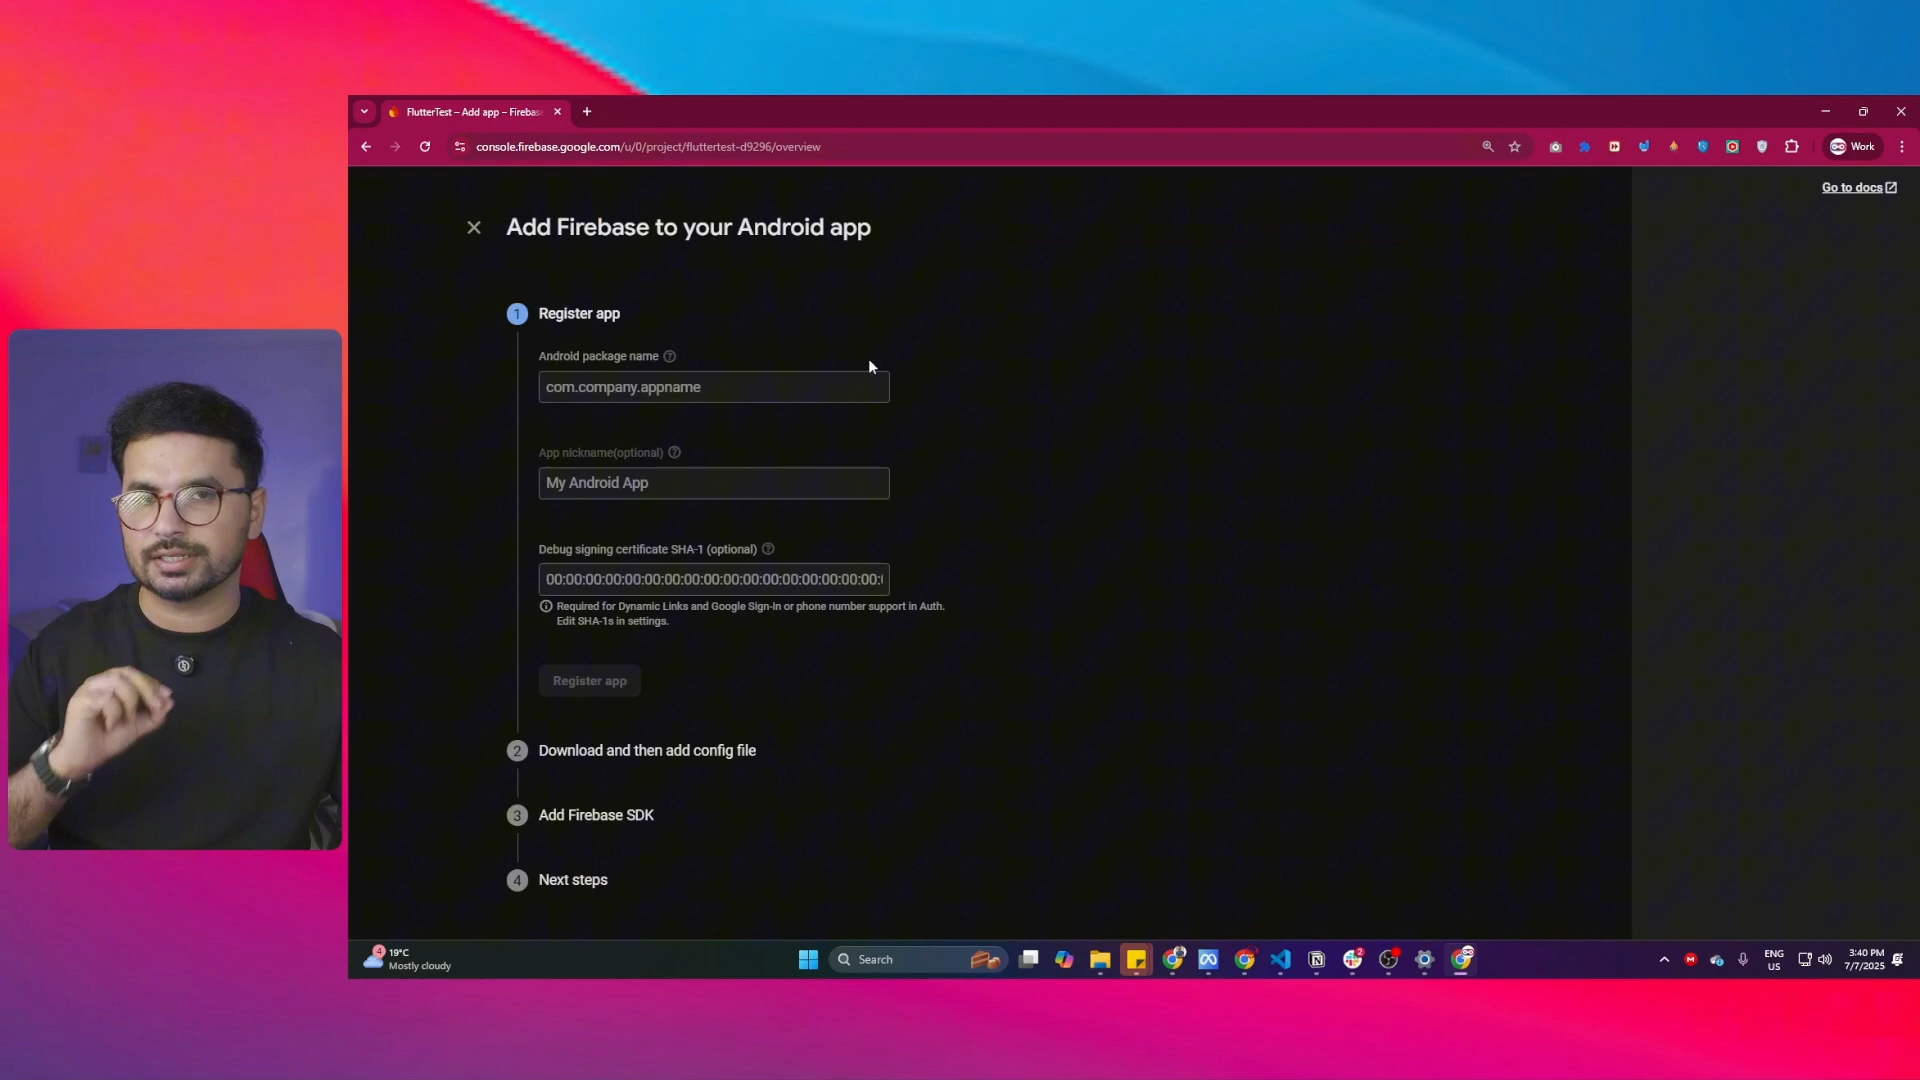 FlutterTest – Add app – Firebas
console.firebase.google.com/u/0/project/fluttertest-d9296/overview
Work
Go to docs
Add Firebase to your Android app
1 Register app
Android package name
com.company.appname
App nickname(optional)
My Android App
Debug signing certificate SHA-1 (optional)
00:00:00:00:00:00:00:00:00:00:00:00:00:00:00:00:00:
Required for Dynamic Links and Google Sign-In or phone number support in Auth.
Edit SHA-1s in settings.
Register app
2 Download and then add config file
3 Add Firebase SDK
4 Next steps
4
19°C
Mostly cloudy
Search
2
ENG
US
3:40 PM
7/7/2025